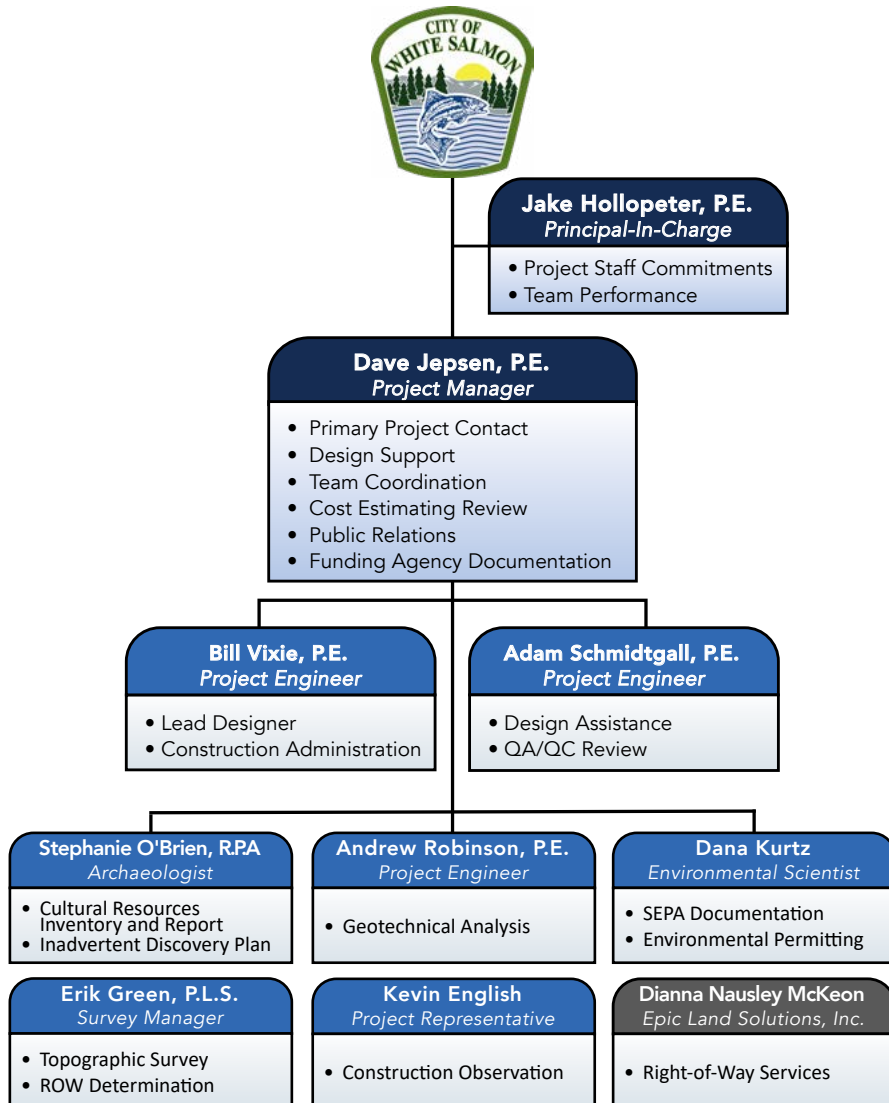 CITY OF
WHITE SALMON
Jake Hollopeter, P.E.
Principal-In-Charge
• Project Staff Commitments
• Team Performance
Dave Jepsen, P.E.
Project Manager
• Primary Project Contact
• Design Support
• Team Coordination
• Cost Estimating Review
• Public Relations
• Funding Agency Documentation
Bill Vixie, P.E.
Project Engineer
• Lead Designer
• Construction Administration
Adam Schmidtgall, P.E.
Project Engineer
• Design Assistance
• QA/QC Review
Stephanie O'Brien, R.P.A
Archaeologist
• Cultural Resources
Inventory and Report
• Inadvertent Discovery Plan
Andrew Robinson, P.E.
Project Engineer
• Geotechnical Analysis
Dana Kurtz
Environmental Scientist
• SEPA Documentation
• Environmental Permitting
Erik Green, P.L.S.
Survey Manager
• Topographic Survey
• ROW Determination
Kevin English
Project Representative
• Construction Observation
Dianna Nausley McKeon
Epic Land Solutions, Inc.
• Right-of-Way Services